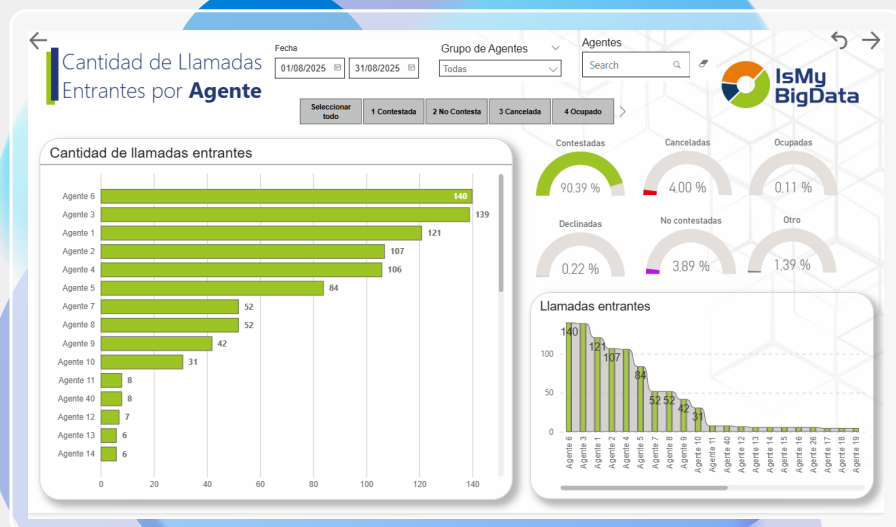 Cantidad de Llamadas
Entrantes por Agente
Fecha
01/08/2025
31/08/2025
Grupo de Agentes
Todas
Agentes
Search
IsMy
BigData
Seleccionar
todo
1 Contestada
2 No Contesta
3 Cancelada
4 Ocupado
Cantidad de llamadas entrantes
Agente 6 140
Agente 3 139
Agente 1 121
Agente 2 107
Agente 4 106
Agente 5 84
Agente 7 52
Agente 8 52
Agente 9 42
Agente 10 31
Agente 11 8
Agente 40 8
Agente 12 7
Agente 13 6
Agente 14 6
0 20 40 60 80 100 120 140
Contestadas
90.39 %
Canceladas
4.00 %
Ocupadas
0.11 %
Declinadas
0.22 %
No contestadas
3.89 %
Otro
1.39 %
Llamadas entrantes
100
50
0
140 121 107 84 52 52 42 31
Agente 6
Agente 3
Agente 1
Agente 2
Agente 4
Agente 5
Agente 7
Agente 8
Agente 9
Agente 10
Agente 11
Agente 40
Agente 12
Agente 13
Agente 14
Agente 15
Agente 16
Agente 26
Agente 17
Agente 18
Agente 19